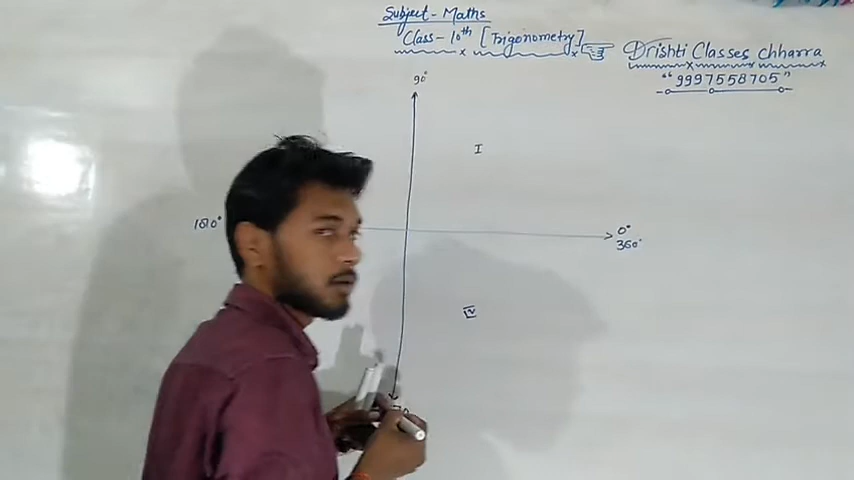 Subject - Maths
Class - 10th [Trigonometry]
Drishti Classes Chharra
"9997558705"
90°
I
180°
0°
360°
IV